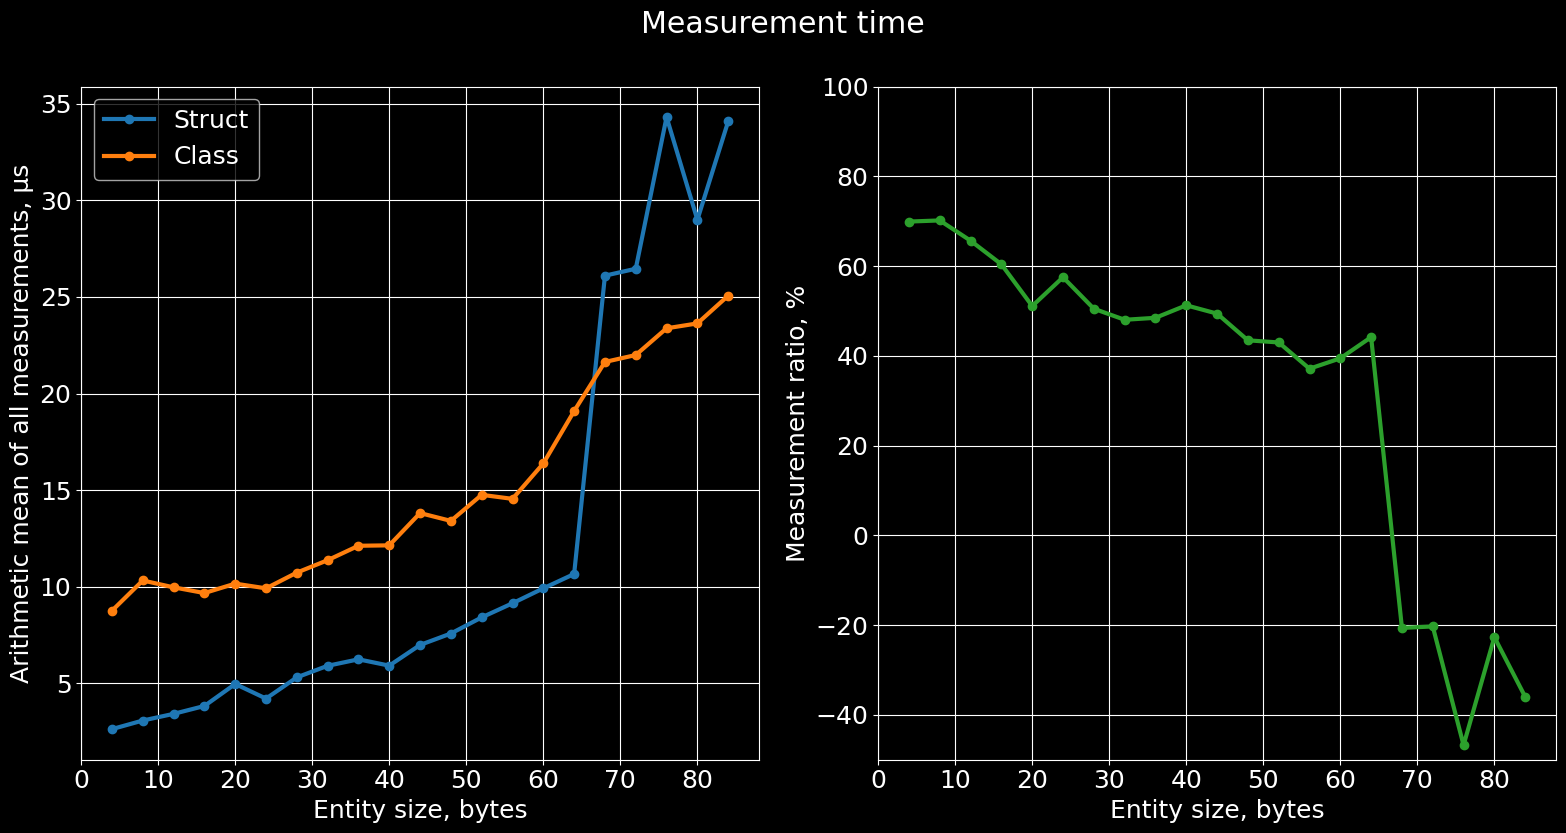 Measurement time
Arithmetic mean of all measurements, µs
35
30
25
20
15
10
5
Struct
Class
0 10 20 30 40 50 60 70 80
Entity size, bytes
Measurement ratio, %
100
80
60
40
20
0
−20
−40
0 10 20 30 40 50 60 70 80
Entity size, bytes